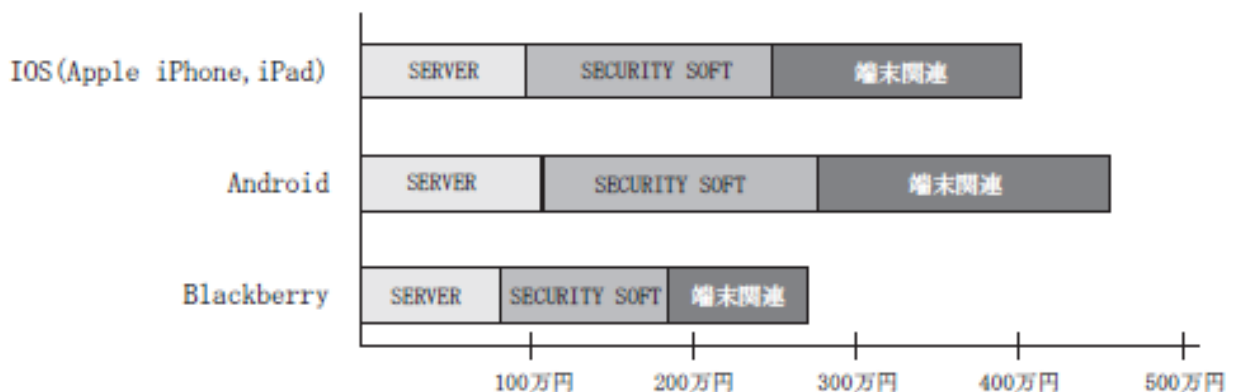 IOS(Apple iPhone,iPad)
SERVER
SECURITY SOFT
端末関連
Android
SERVER
SECURITY SOFT
端末関連
Blackberry
SERVER
SECURITY SOFT
端末関連
100万円
200万円
300万円
400万円
500万円